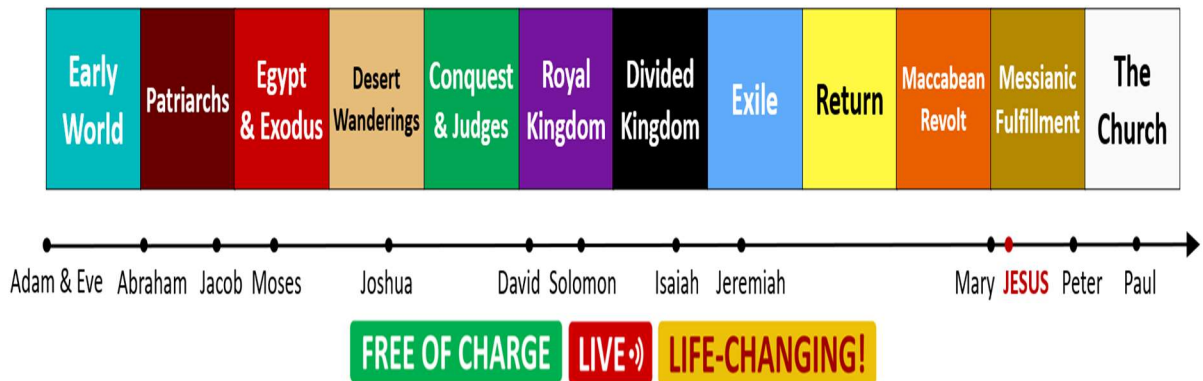 Early World
Patriarchs
Egypt & Exodus
Desert Wanderings
Conquest & Judges
Royal Kingdom
Divided Kingdom
Exile
Return
Maccabean Revolt
Messianic Fulfillment
The Church
Adam & Eve Abraham Jacob Moses Joshua David Solomon Isaiah Jeremiah Mary JESUS Peter Paul
FREE OF CHARGE LIVE LIFE-CHANGING!